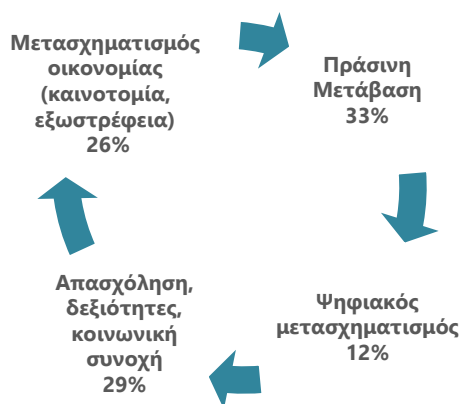 Μετασχηματισμός
οικονομίας
(καινοτομία,
εξωστρέφεια)
26%
Πράσινη
Μετάβαση
33%
Απασχόληση,
δεξιότητες,
κοινωνική
συνοχή
29%
Ψηφιακός
μετασχηματισμός
12%